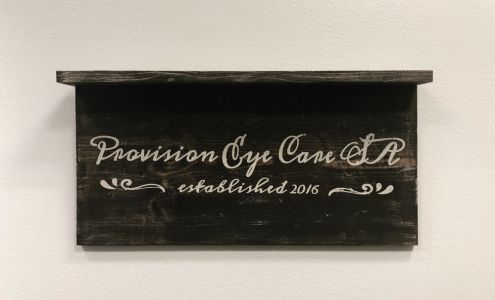 Provision Eye Care SA
established 2016